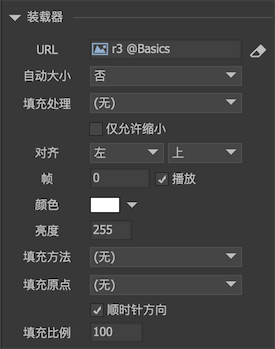 装载器
URL r3 @Basics
自动大小 否
填充处理 (无)
仅允许缩小
对齐 左 上
帧 0 播放
颜色
亮度 255
填充方法 (无)
填充原点 (无)
顺时针方向
填充比例 100